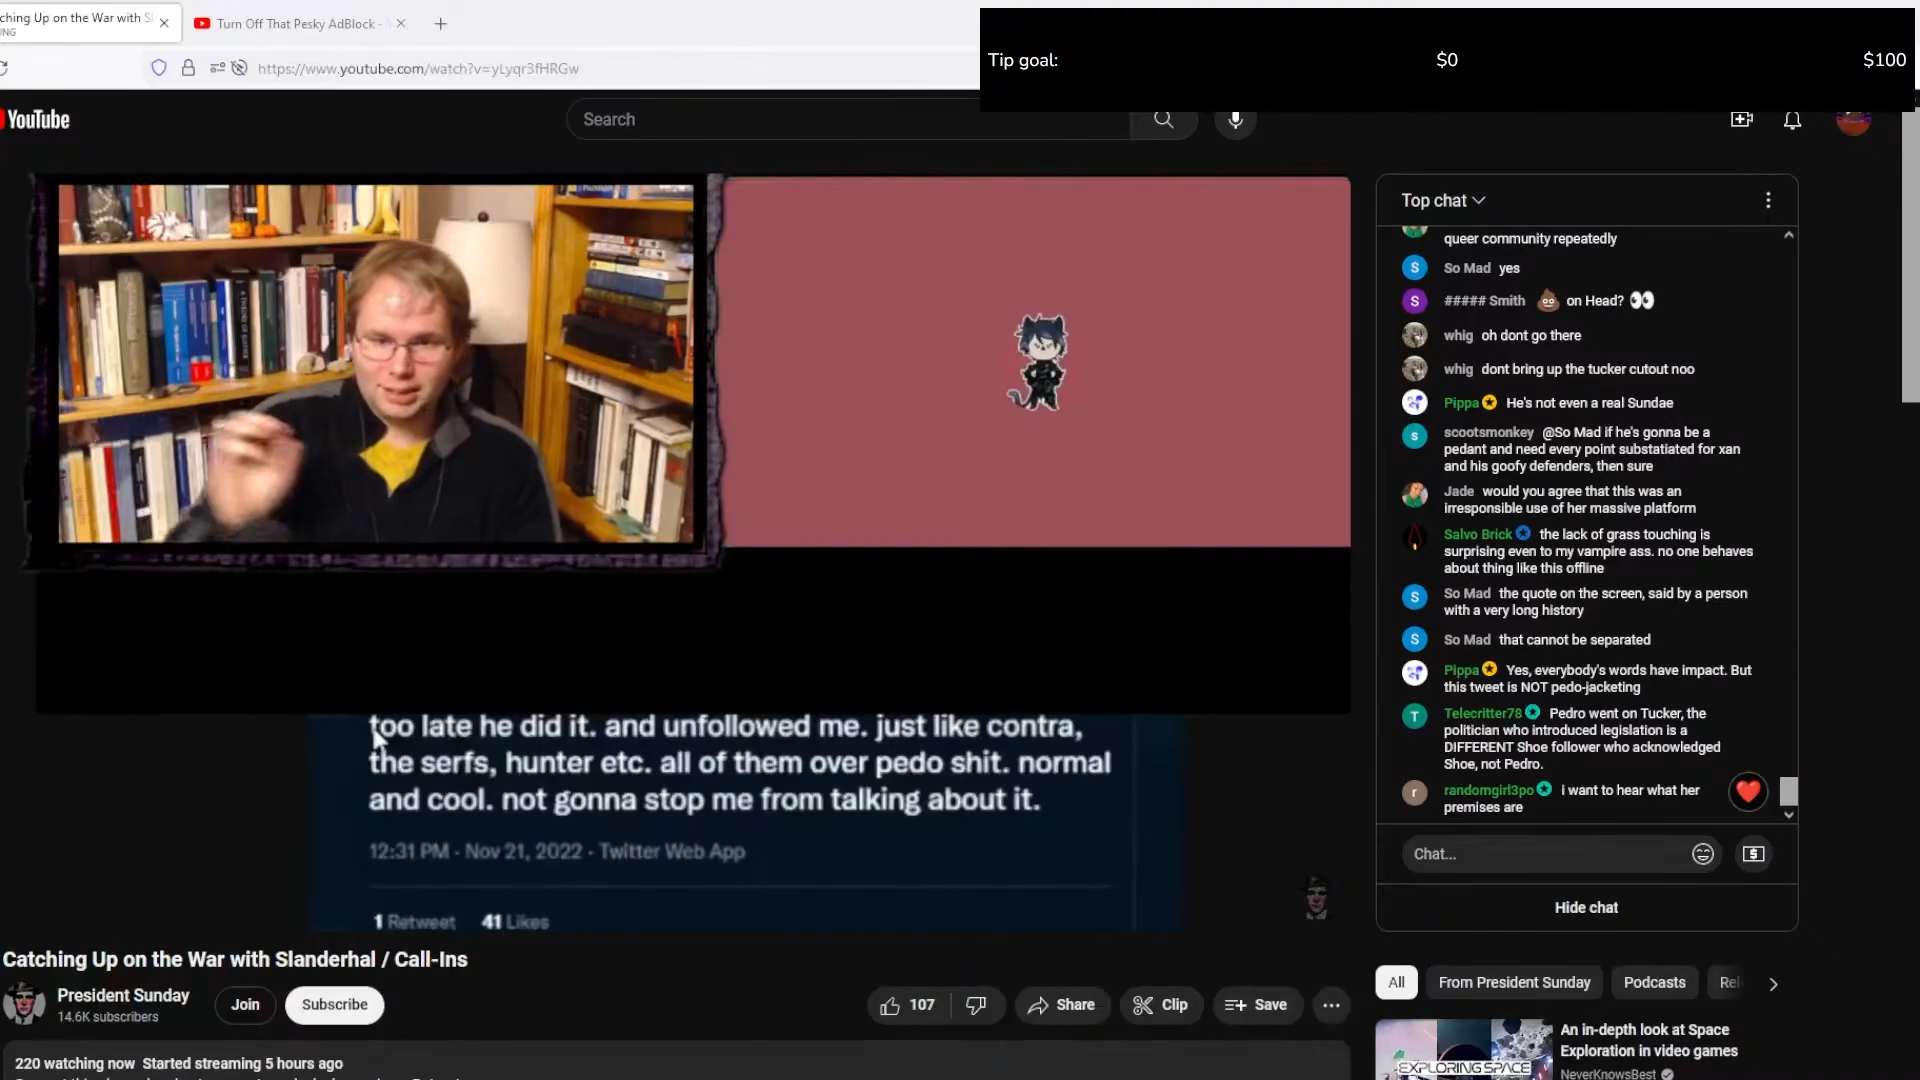 ching Up on the War with S
ING
Turn Off That Pesky AdBlock -
https://www.youtube.com/watch?v=yLyqr3fHRGw
Tip goal: $0 $100
YouTube
Search
Top chat
queer community repeatedly
So Mad yes
##### Smith 💩 on Head? 👀
whig oh dont go there
whig dont bring up the tucker cutout noo
Pippa He's not even a real Sundae
scootsmonkey @So Mad if he's gonna be a
pedant and need every point substatiated for xan
and his goofy defenders, then sure
Jade would you agree that this was an
irresponsible use of her massive platform
Salvo Brick the lack of grass touching is
surprising even to my vampire ass. no one behaves
about thing like this offline
So Mad the quote on the screen, said by a person
with a very long history
So Mad that cannot be separated
Pippa Yes, everybody's words have impact. But
this tweet is NOT pedo-jacketing
Telecritter78 Pedro went on Tucker, the
politician who introduced legislation is a
DIFFERENT Shoe follower who acknowledged
Shoe, not Pedro.
randomgirl3po i want to hear what her
premises are
Chat...
Hide chat
too late he did it. and unfollowed me. just like contra,
the serfs, hunter etc. all of them over pedo shit. normal
and cool. not gonna stop me from talking about it.
12:31 PM · Nov 21, 2022 · Twitter Web App
1 Retweet 41 Likes
Catching Up on the War with Slanderhal / Call-Ins
President Sunday
14.6K subscribers
Join
Subscribe
107
Share
Clip
Save
220 watching now Started streaming 5 hours ago
All
From President Sunday
Podcasts
Rel
An in-depth look at Space
Exploration in video games
NeverKnowsBest
EXPLORING SPACE